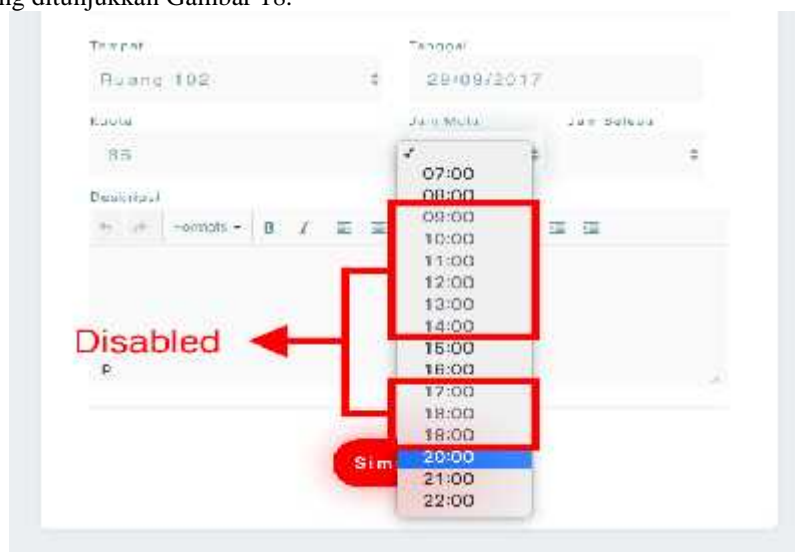 ng ditunjukkan Gambar 18.
Tempat Tanggal
Ruang 102 29/09/2017
Kuota Jam Mulai Jam Selesai
35
07:00
08:00
Deskripsi
09:00
Formats B I
10:00
11:00
12:00
13:00
14:00
Disabled
15:00
16:00
P
17:00
18:00
19:00
Sim
20:00
21:00
22:00